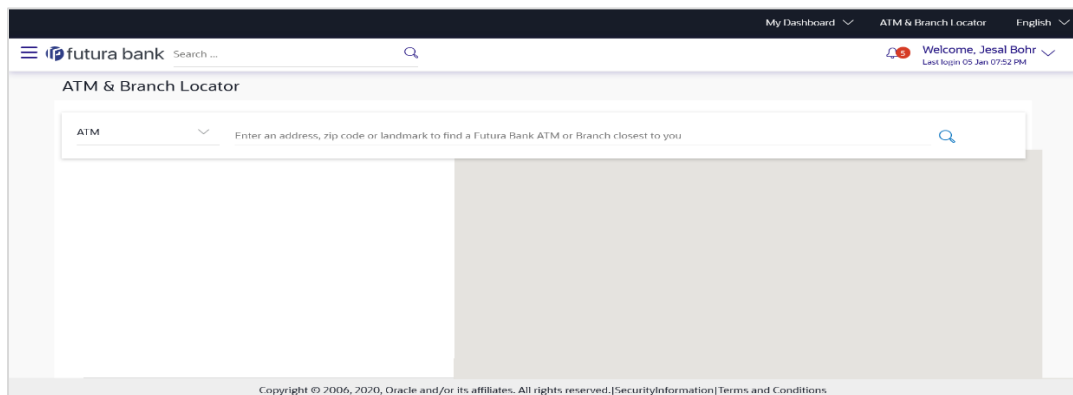 My Dashboard ATM & Branch Locator English
futura bank Search ... 5 Welcome, Jesal Bohr
Last login 05 Jan 07:52 PM
ATM & Branch Locator
ATM Enter an address, zip code or landmark to find a Futura Bank ATM or Branch closest to you
Copyright © 2006, 2020, Oracle and/or its affiliates. All rights reserved.|SecurityInformation|Terms and Conditions